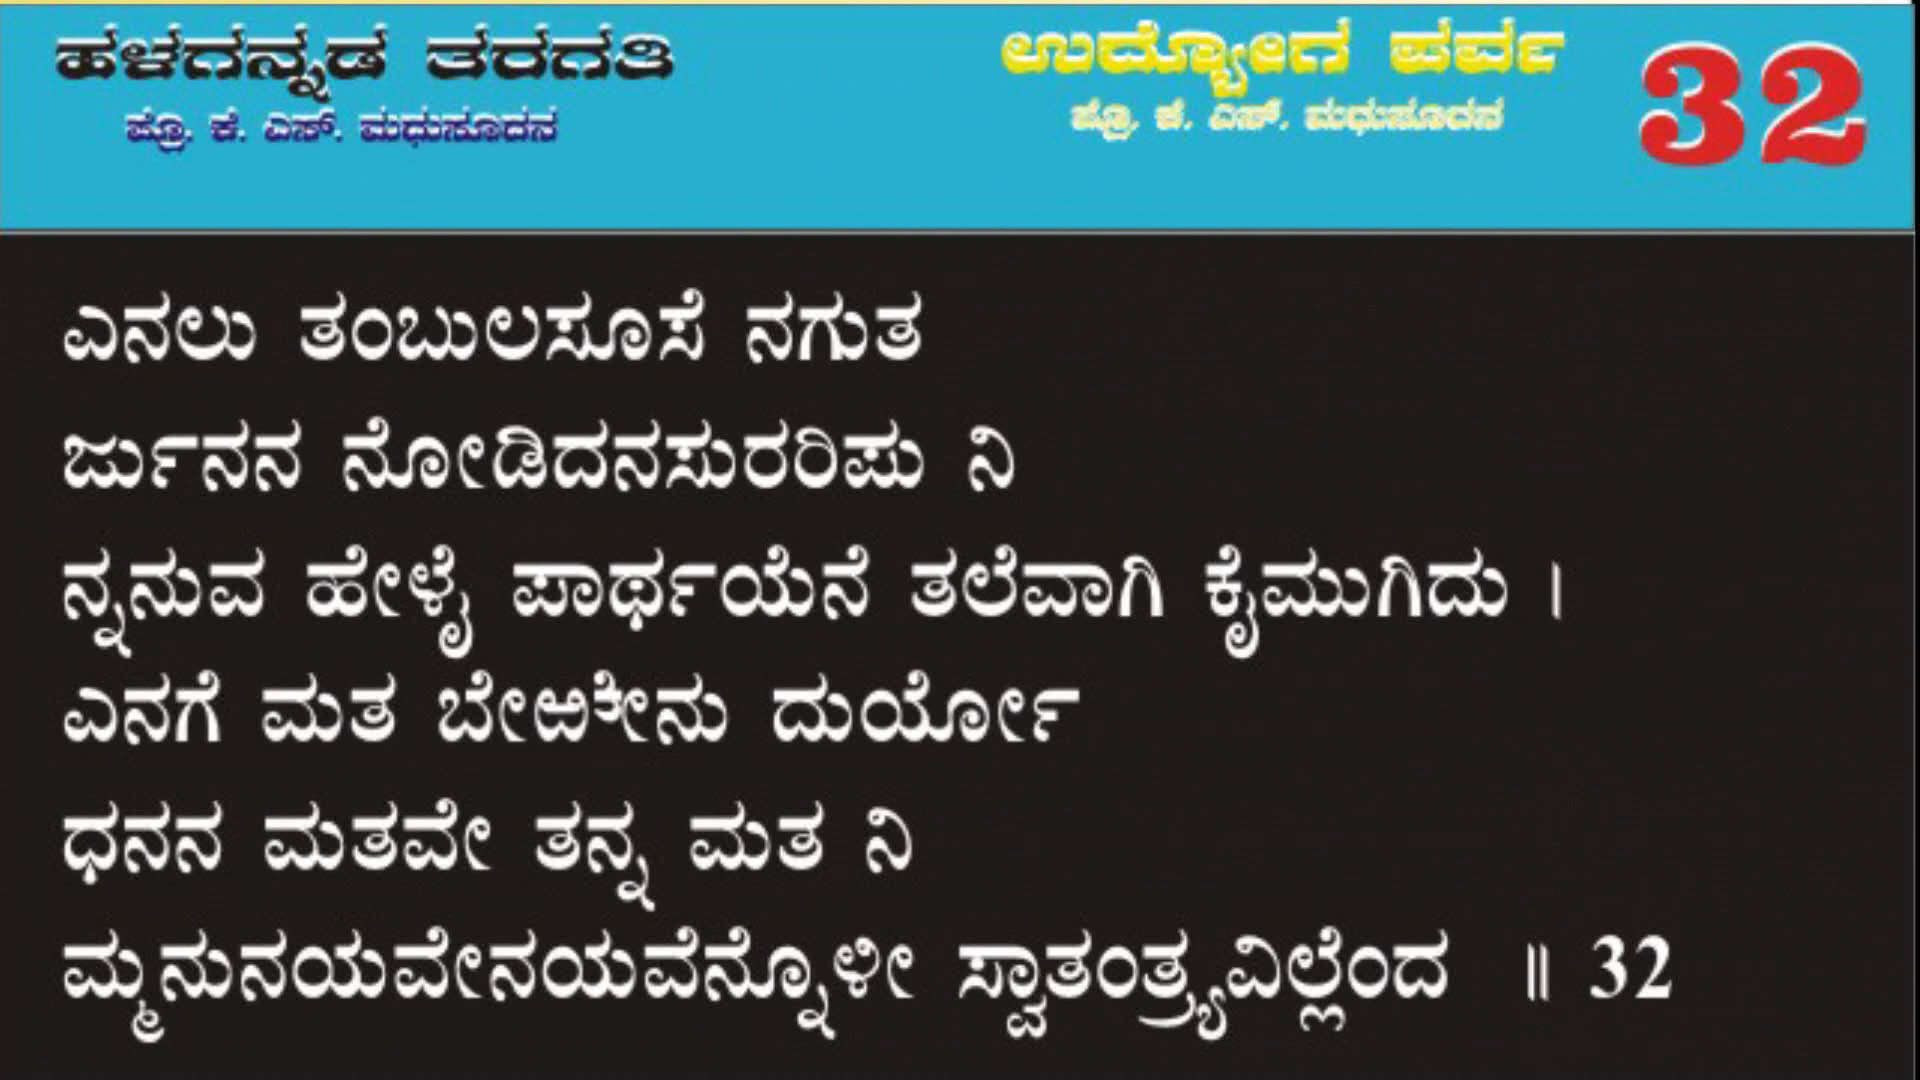 ಹಳಗನ್ನಡ ತರಗತಿ
ಪ್ರೊ. ಕೆ. ಎಸ್. ಮಧುಸೂದನ
ಉದ್ಯೋಗ ಪರ್ವ
ಪ್ರೊ. ಕೆ. ಎಸ್. ಮಧುಸೂದನ
32
ಎನಲು ತಂಬುಲಸೂಸೆ ನಗುತ
ರ್ಜುನನ ನೋಡಿದನಸುರರಿಪು ನಿ
ನ್ನನುವ ಹೇಳೈ ಪಾರ್ಥಯೆನೆ ತಲೆವಾಗಿ ಕೈಮುಗಿದು ।
ಎನಗೆ ಮತ ಬೇಱೇನು ದುರ್ಯೋ
ಧನನ ಮತವೇ ತನ್ನ ಮತ ನಿ
ಮ್ಮನುನಯವೇನಯವೆನ್ನೊಳೀ ಸ್ವಾತಂತ್ರ್ಯವಿಲ್ಲೆಂದ ॥ 32